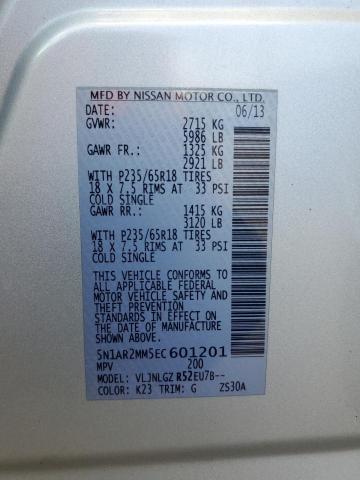 MFD BY NISSAN MOTOR CO., LTD.
DATE: 06/13
GVWR: 2715 KG
5986 LB
GAWR FR.: 1325 KG
2921 LB
WITH P235/65R18 TIRES
18 X 7.5 RIMS AT 33 PSI
COLD SINGLE
GAWR RR.: 1415 KG
3120 LB
WITH P235/65R18 TIRES
18 X 7.5 RIMS AT 33 PSI
COLD SINGLE
THIS VEHICLE CONFORMS TO
ALL APPLICABLE FEDERAL
MOTOR VEHICLE SAFETY AND
THEFT PREVENTION
STANDARDS IN EFFECT ON
THE DATE OF MANUFACTURE
SHOWN ABOVE.
5N1AR2MM5EC601201
MPV 200
MODEL: VLJNLGZ R52EU7B--
COLOR: K23 TRIM: G ZS30A